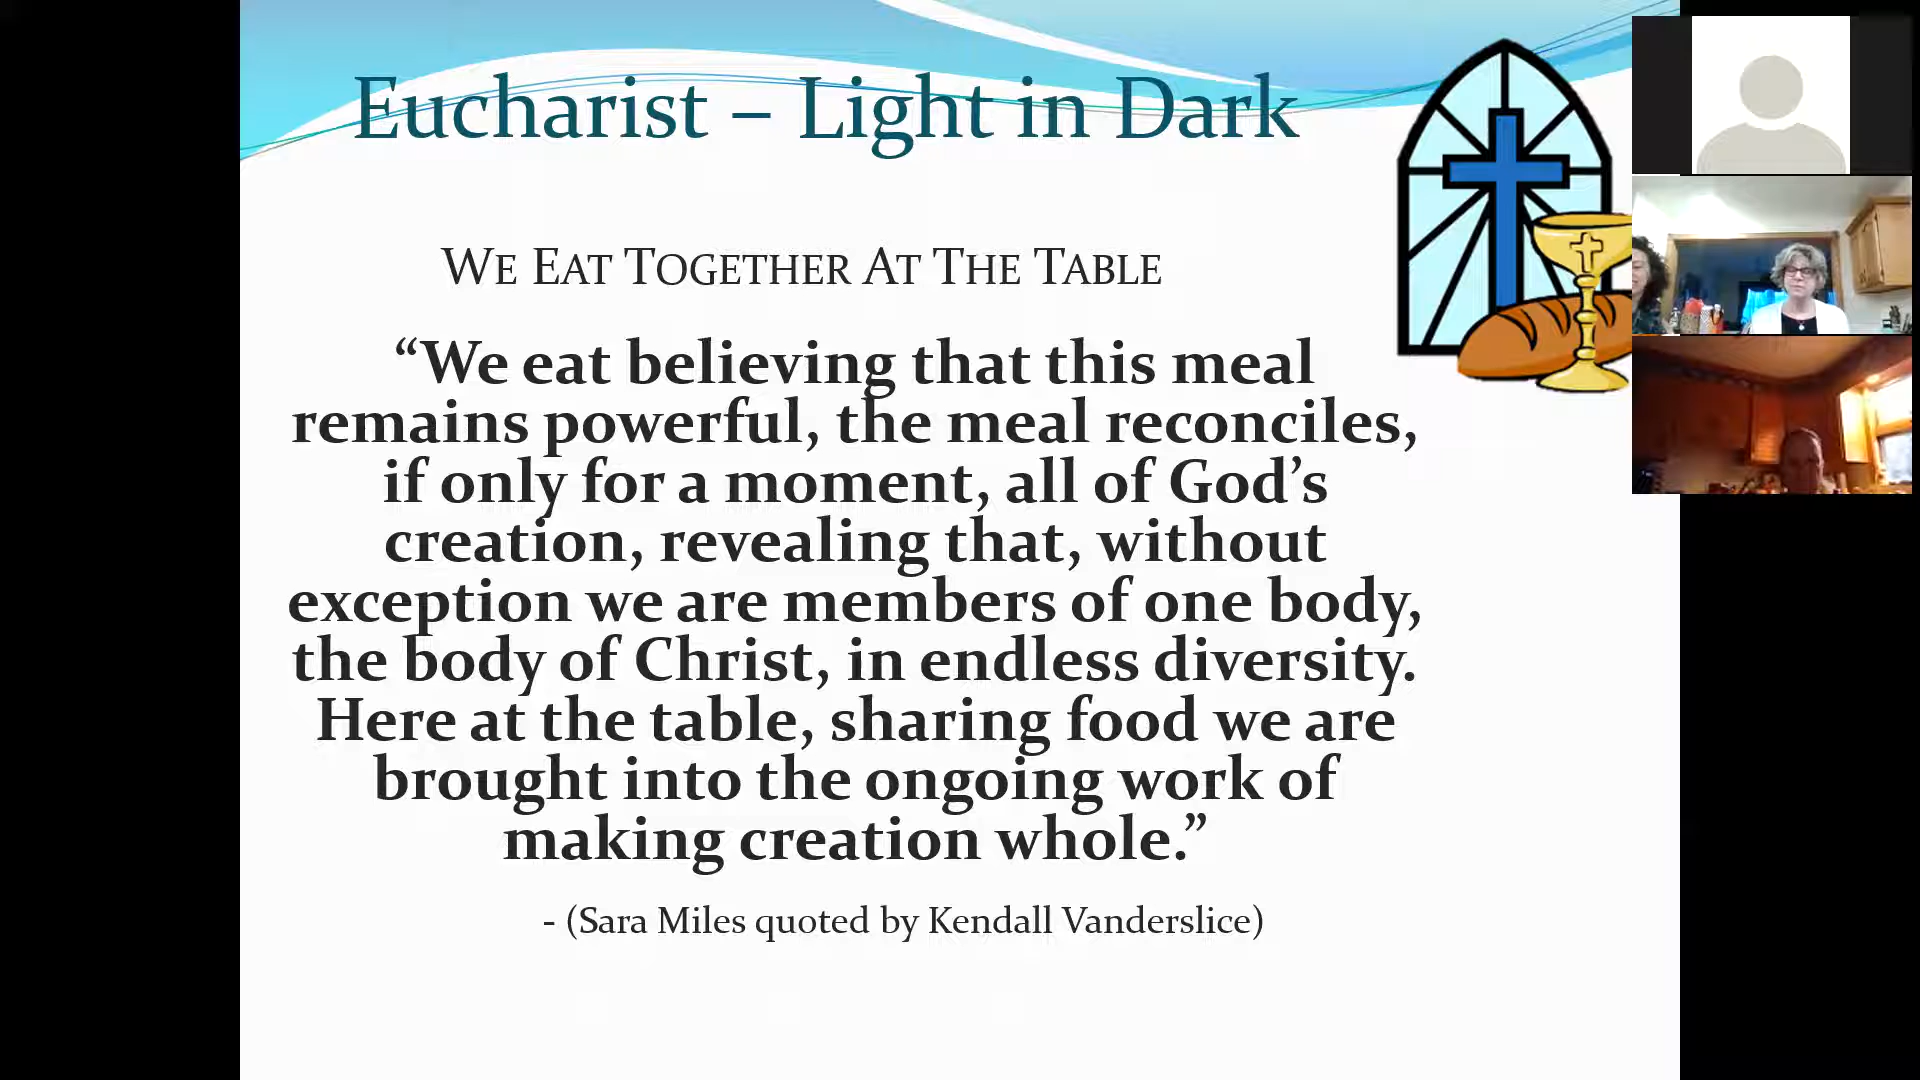 Eucharist – Light in Dark
WE EAT TOGETHER AT THE TABLE
“We eat believing that this meal
remains powerful, the meal reconciles,
if only for a moment, all of God’s
creation, revealing that, without
exception we are members of one body,
the body of Christ, in endless diversity.
Here at the table, sharing food we are
brought into the ongoing work of
making creation whole.”
- (Sara Miles quoted by Kendall Vanderslice)